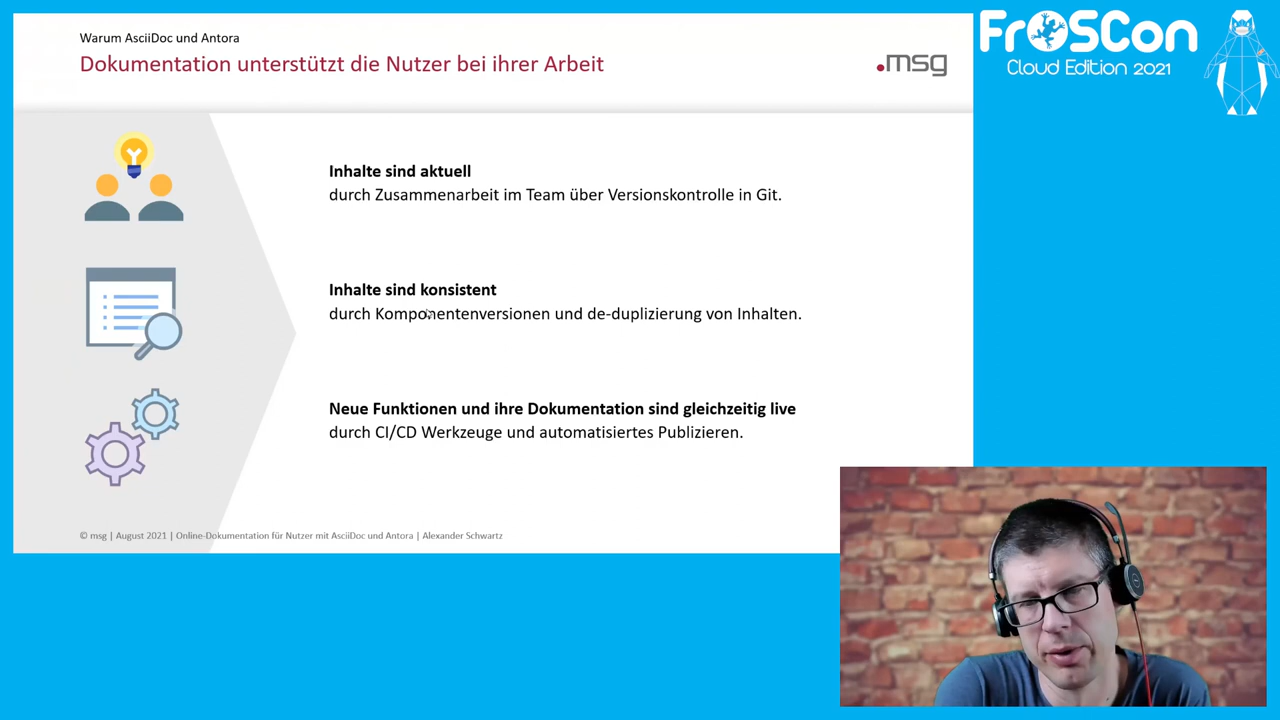 Warum AsciiDoc und Antora
Dokumentation unterstützt die Nutzer bei ihrer Arbeit
.msg
FrOSCon
Cloud Edition 2021
Inhalte sind aktuell
durch Zusammenarbeit im Team über Versionskontrolle in Git.
Inhalte sind konsistent
durch Komponentenversionen und de-duplizierung von Inhalten.
Neue Funktionen und ihre Dokumentation sind gleichzeitig live
durch CI/CD Werkzeuge und automatisiertes Publizieren.
© msg | August 2021 | Online-Dokumentation für Nutzer mit AsciiDoc und Antora | Alexander Schwartz